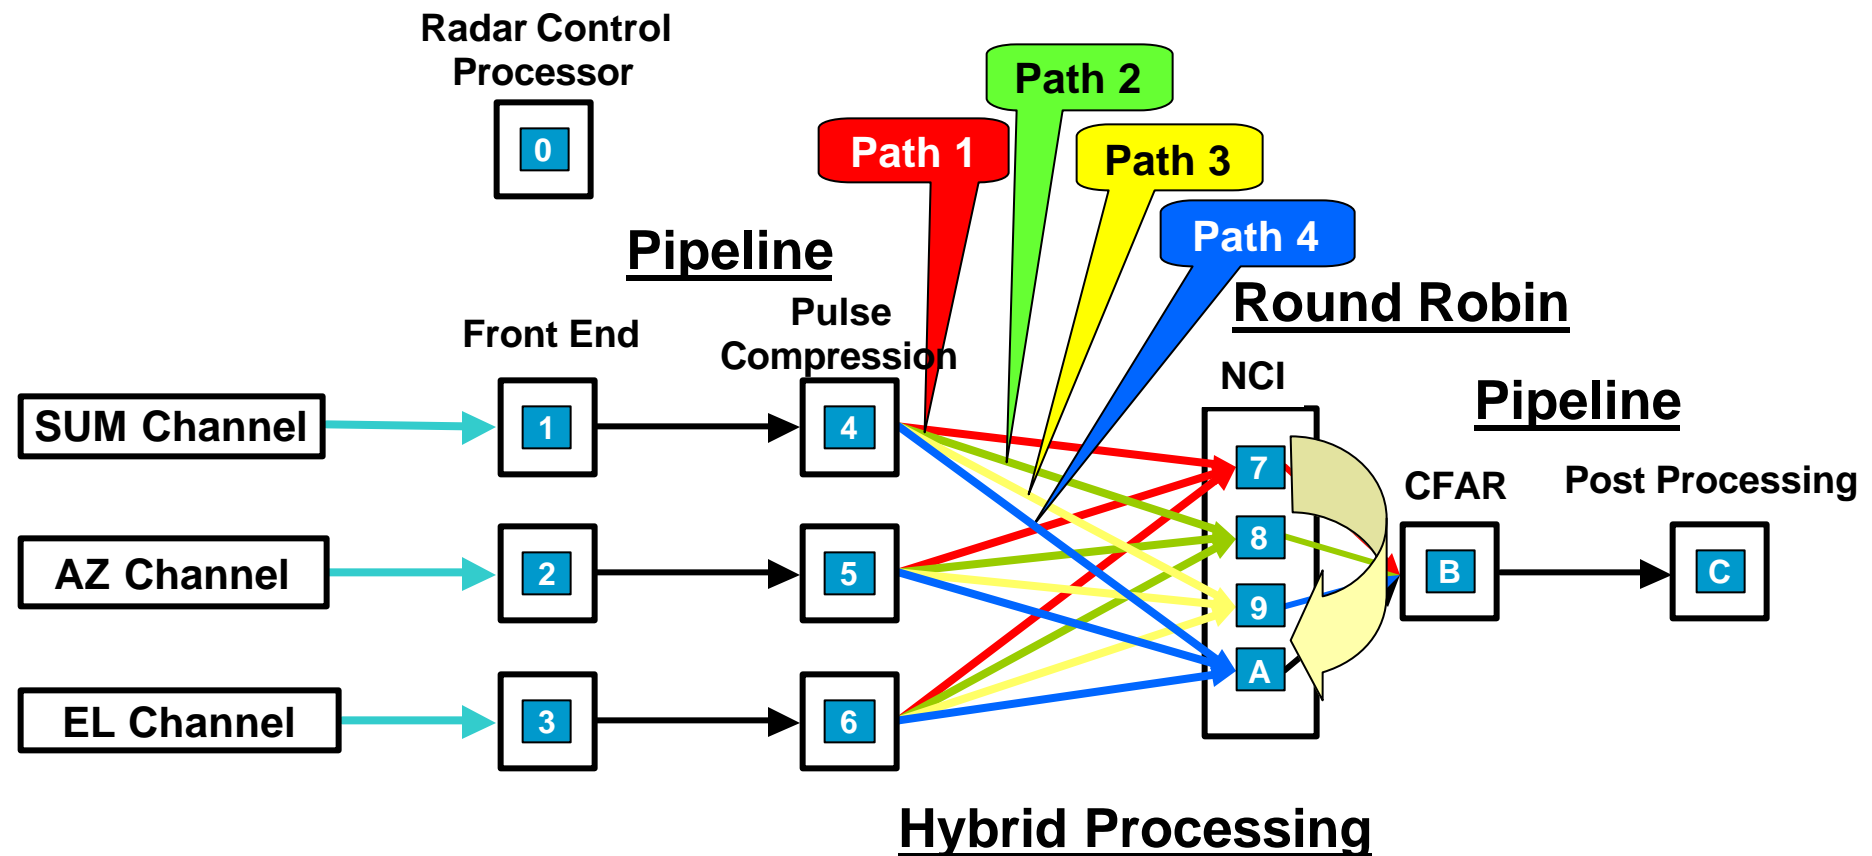 Radar Control
Processor
0
Path 1
Path 2
Path 3
Path 4
Pipeline
Round Robin
Pipeline
Front End
Pulse
Compression
NCI
CFAR
Post Processing
SUM Channel
1
4
7
8
9
A
AZ Channel
2
5
B
C
EL Channel
3
6
Hybrid Processing